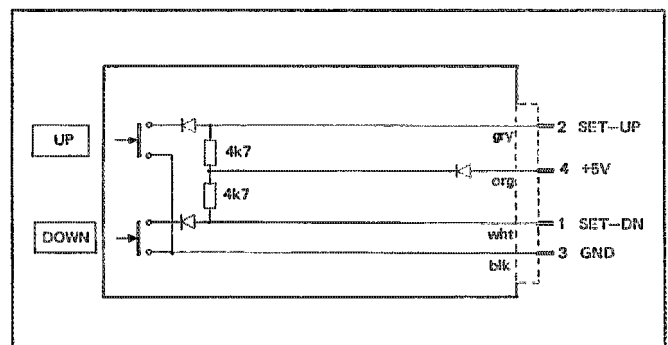 UP
4k7
4k7
DOWN
gry
2 SET-UP
org
4 +5V
wht
1 SET-DN
blk
3 GND